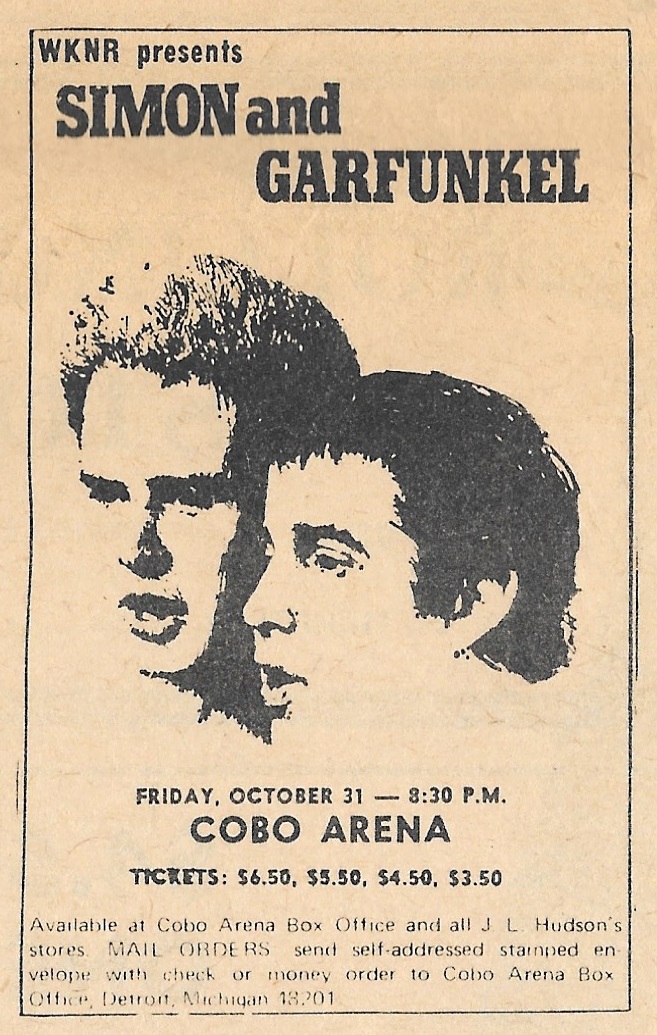 WKNR presents
SIMON and
GARFUNKEL
FRIDAY, OCTOBER 31 — 8:30 P.M.
COBO ARENA
TICKETS: $6.50, $5.50, $4.50, $3.50
Available at Cobo Arena Box Office and all J. L. Hudson's
stores. MAIL ORDERS send self-addressed stamped en-
velope with check or money order to Cobo Arena Box
Office, Detroit, Michigan 48201